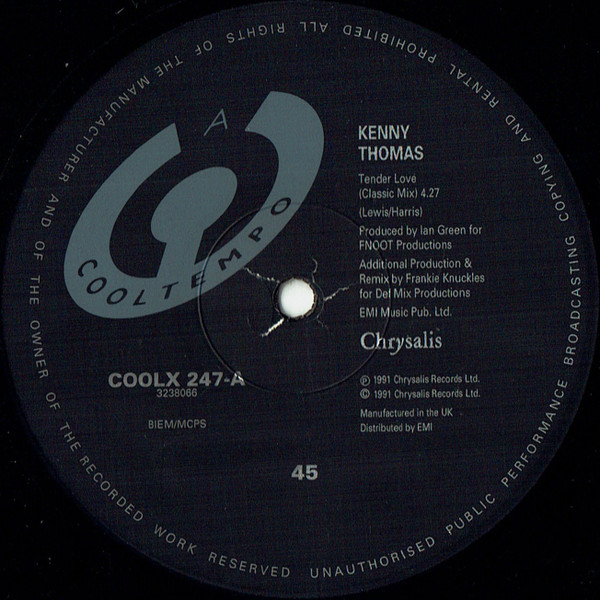 A
COOLTEMPO
KENNY
THOMAS
Tender Love
(Classic Mix) 4.27
(Lewis/Harris)
Produced by Ian Green for
FNOOT Productions
Additional Production &
Remix by Frankie Knuckles
for Def Mix Productions
EMI Music Pub. Ltd.
Chrysalis
COOLX 247-A
3238066
BIEM/MCPS
℗ 1991 Chrysalis Records Ltd.
© 1991 Chrysalis Records Ltd.
Manufactured in the UK
Distributed by EMI
45
ALL RIGHTS OF THE MANUFACTURER AND OF THE OWNER OF THE RECORDED WORK RESERVED UNAUTHORISED PUBLIC PERFORMANCE BROADCASTING COPYING AND RENTAL PROHIBITED